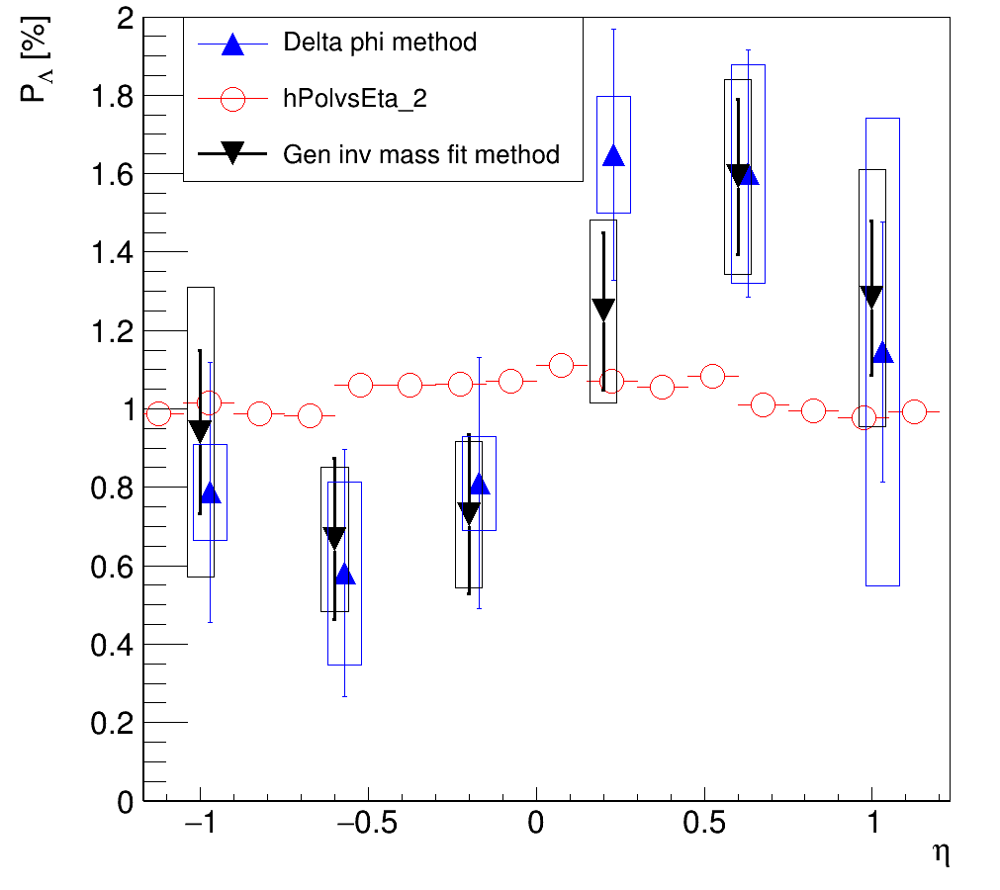 P_Λ [%]
2
1.8
1.6
1.4
1.2
1
0.8
0.6
0.4
0.2
0
Delta phi method
hPolvsEta_2
Gen inv mass fit method
−1 −0.5 0 0.5 1
η